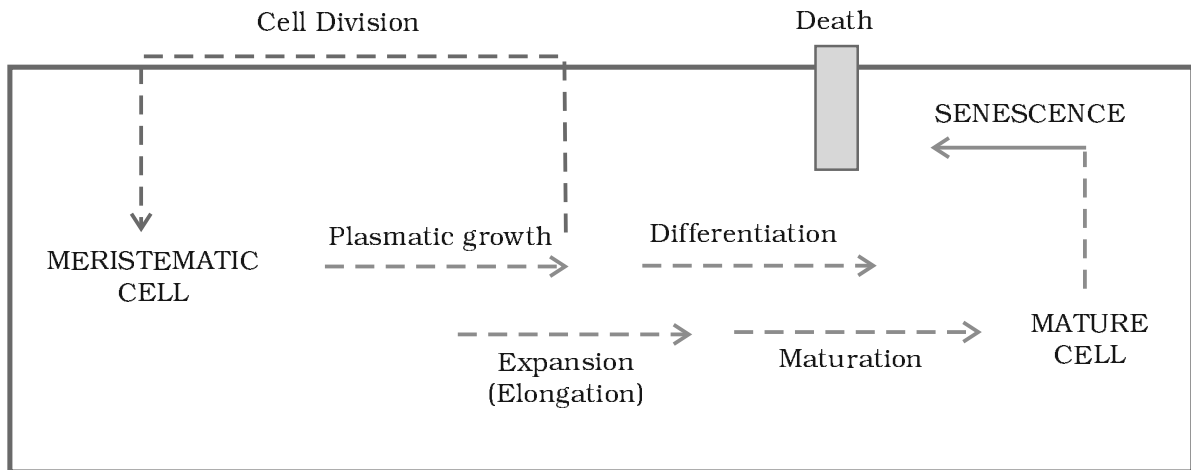 Cell Division
Death
SENESCENCE
Plasmatic growth
Differentiation
MERISTEMATIC
CELL
Expansion
(Elongation)
Maturation
MATURE
CELL